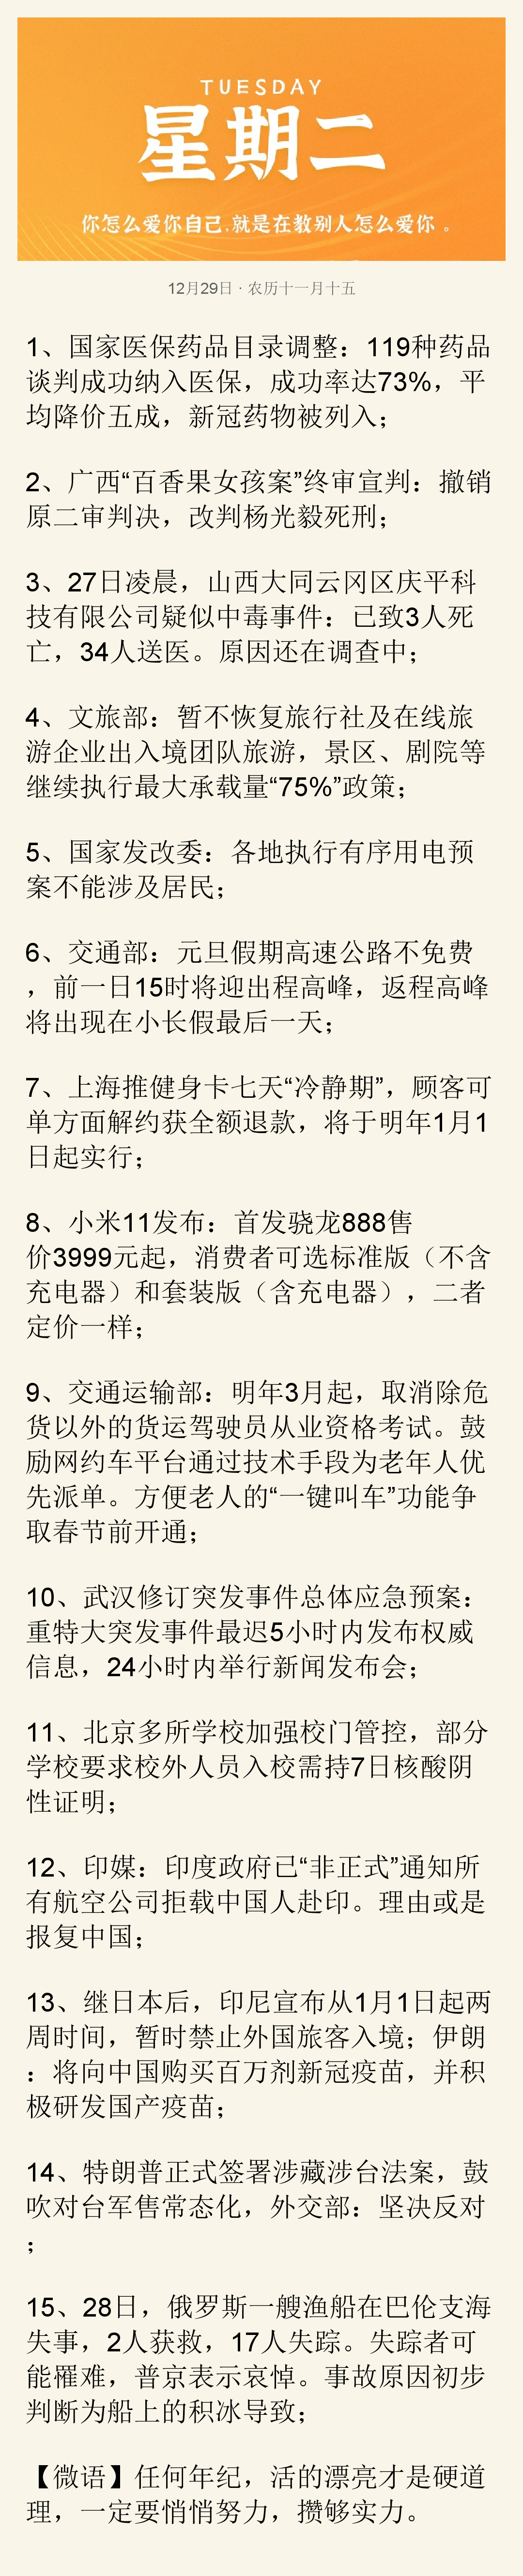 TUESDAY
星期二
你怎么爱你自己,就是在教别人怎么爱你 。
12月29日 · 农历十一月十五
1、国家医保药品目录调整：119种药品
谈判成功纳入医保，成功率达73%，平
均降价五成，新冠药物被列入；
2、广西“百香果女孩案”终审宣判：撤销
原二审判决，改判杨光毅死刑；
3、27日凌晨，山西大同云冈区庆平科
技有限公司疑似中毒事件：已致3人死
亡，34人送医。原因还在调查中；
4、文旅部：暂不恢复旅行社及在线旅
游企业出入境团队旅游，景区、剧院等
继续执行最大承载量“75%”政策；
5、国家发改委：各地执行有序用电预
案不能涉及居民；
6、交通部：元旦假期高速公路不免费
，前一日15时将迎出程高峰，返程高峰
将出现在小长假最后一天；
7、上海推健身卡七天“冷静期”，顾客可
单方面解约获全额退款，将于明年1月1
日起实行；
8、小米11发布：首发骁龙888售
价3999元起，消费者可选标准版（不含
充电器）和套装版（含充电器），二者
定价一样；
9、交通运输部：明年3月起，取消除危
货以外的货运驾驶员从业资格考试。鼓
励网约车平台通过技术手段为老年人优
先派单。方便老人的“一键叫车”功能争
取春节前开通；
10、武汉修订突发事件总体应急预案：
重特大突发事件最迟5小时内发布权威
信息，24小时内举行新闻发布会；
11、北京多所学校加强校门管控，部分
学校要求校外人员入校需持7日核酸阴
性证明；
12、印媒：印度政府已“非正式”通知所
有航空公司拒载中国人赴印。理由或是
报复中国；
13、继日本后，印尼宣布从1月1日起两
周时间，暂时禁止外国旅客入境；伊朗
：将向中国购买百万剂新冠疫苗，并积
极研发国产疫苗；
14、特朗普正式签署涉藏涉台法案，鼓
吹对台军售常态化，外交部：坚决反对
；
15、28日，俄罗斯一艘渔船在巴伦支海
失事，2人获救，17人失踪。失踪者可
能罹难，普京表示哀悼。事故原因初步
判断为船上的积冰导致；
【微语】任何年纪，活的漂亮才是硬道
理，一定要悄悄努力，攒够实力。